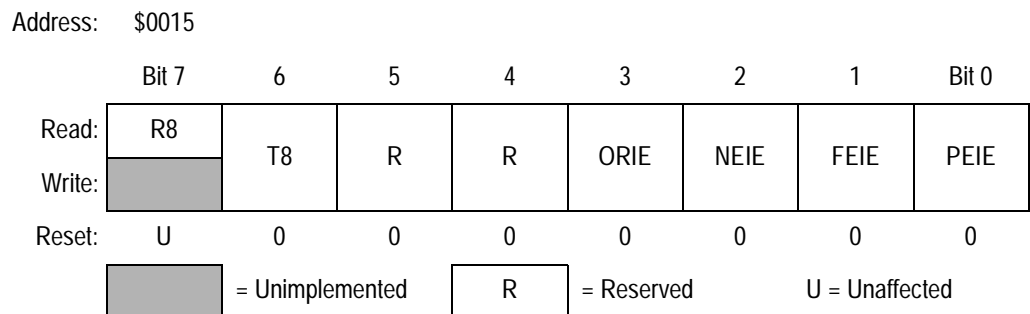 Address: $0015
Bit 7 6 5 4 3 2 1 Bit 0
Read: R8 T8 R R ORIE NEIE FEIE PEIE
Write:
Reset: U 0 0 0 0 0 0 0
= Unimplemented R = Reserved U = Unaffected